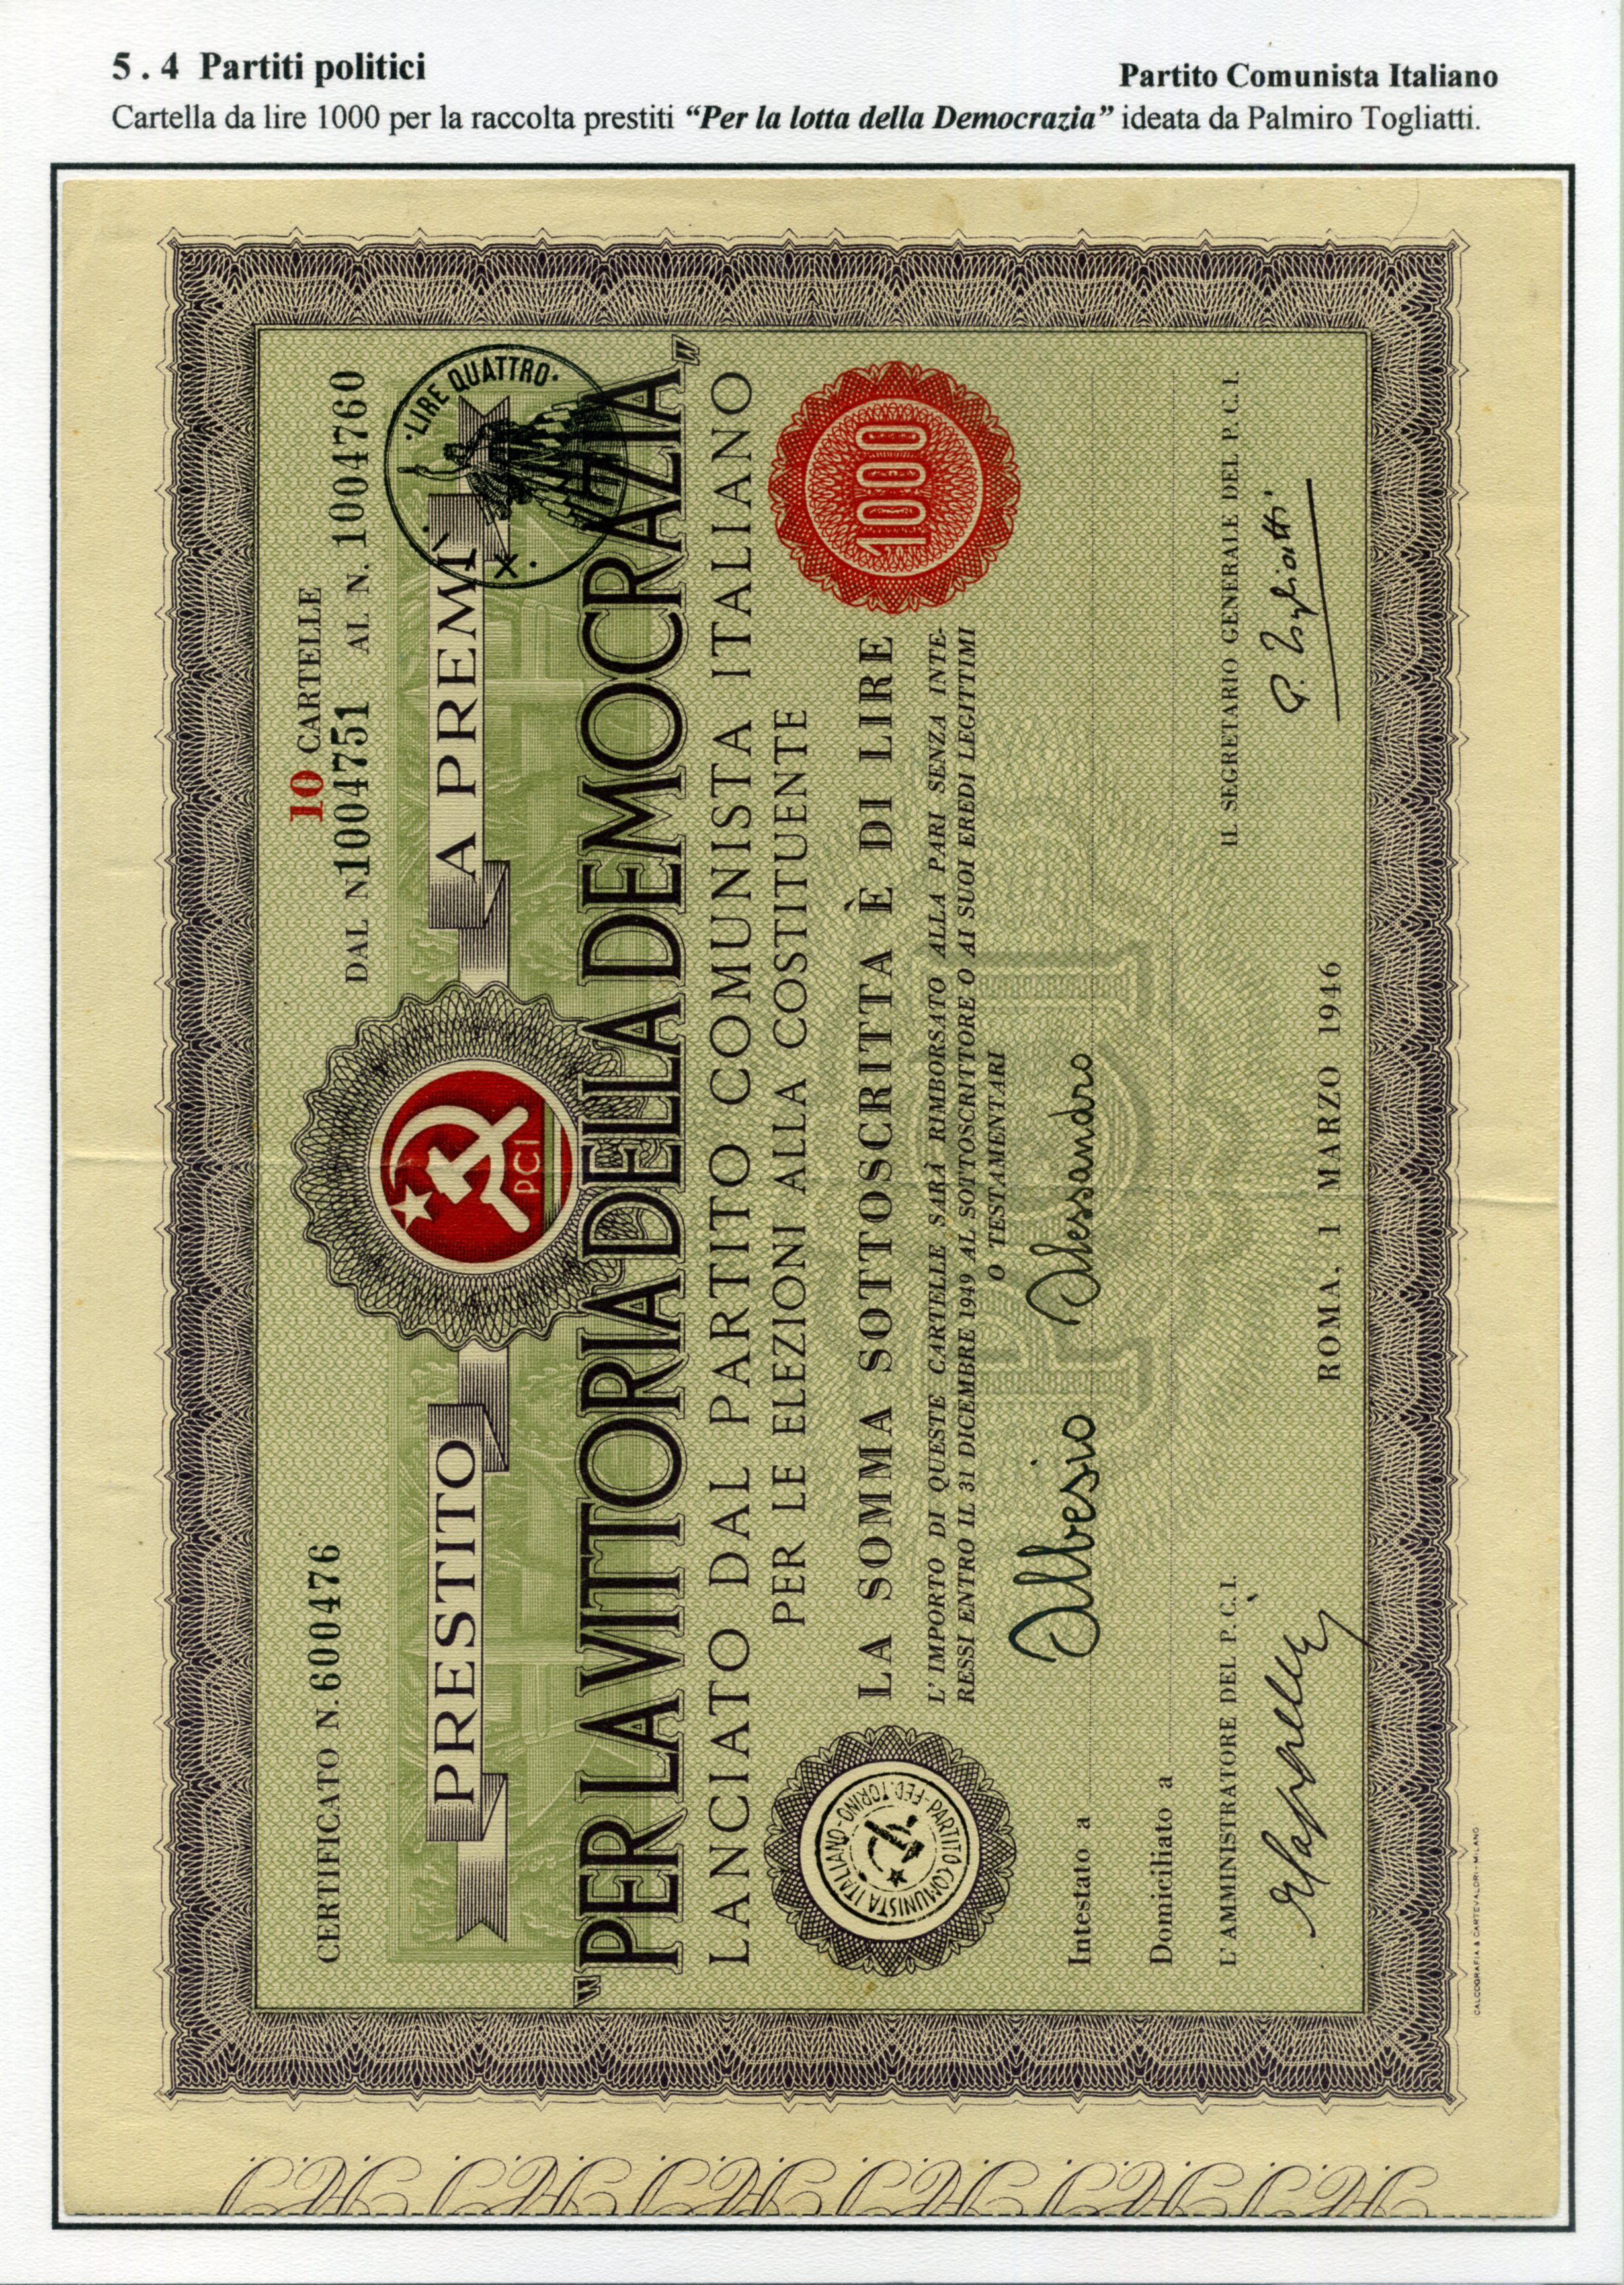 5 . 4 Partiti politici
Partito Comunista Italiano
Cartella da lire 1000 per la raccolta prestiti “Per la lotta della Democrazia” ideata da Palmiro Togliatti.
CERTIFICATO N. 600476
10 CARTELLE
DAL N 1004751 AL N. 1004760
PRESTITO
A PREMI
PCI
·LIRE QUATTRO·
"PER LA VITTORIA DELLA DEMOCRAZIA"
LANCIATO DAL PARTITO COMUNISTA ITALIANO
PER LE ELEZIONI ALLA COSTITUENTE
PARTITO COMUNISTA ITALIANO-FED. TORINO-
LA SOMMA SOTTOSCRITTA È DI LIRE
1000
L'IMPORTO DI QUESTE CARTELLE SARÀ RIMBORSATO ALLA PARI SENZA INTE-
RESSI ENTRO IL 31 DICEMBRE 1949 AL SOTTOSCRITTORE O AI SUOI EREDI LEGITTIMI
O TESTAMENTARI
PCI
Intestato a Albesio Alessandro
Domiciliato a
L'AMMINISTRATORE DEL P.C.I.
IL SEGRETARIO GENERALE DEL P.C.I.
P. Togliatti
ROMA, 1 MARZO 1946
CALCOGRAFIA & CARTEVALORI - MILANO